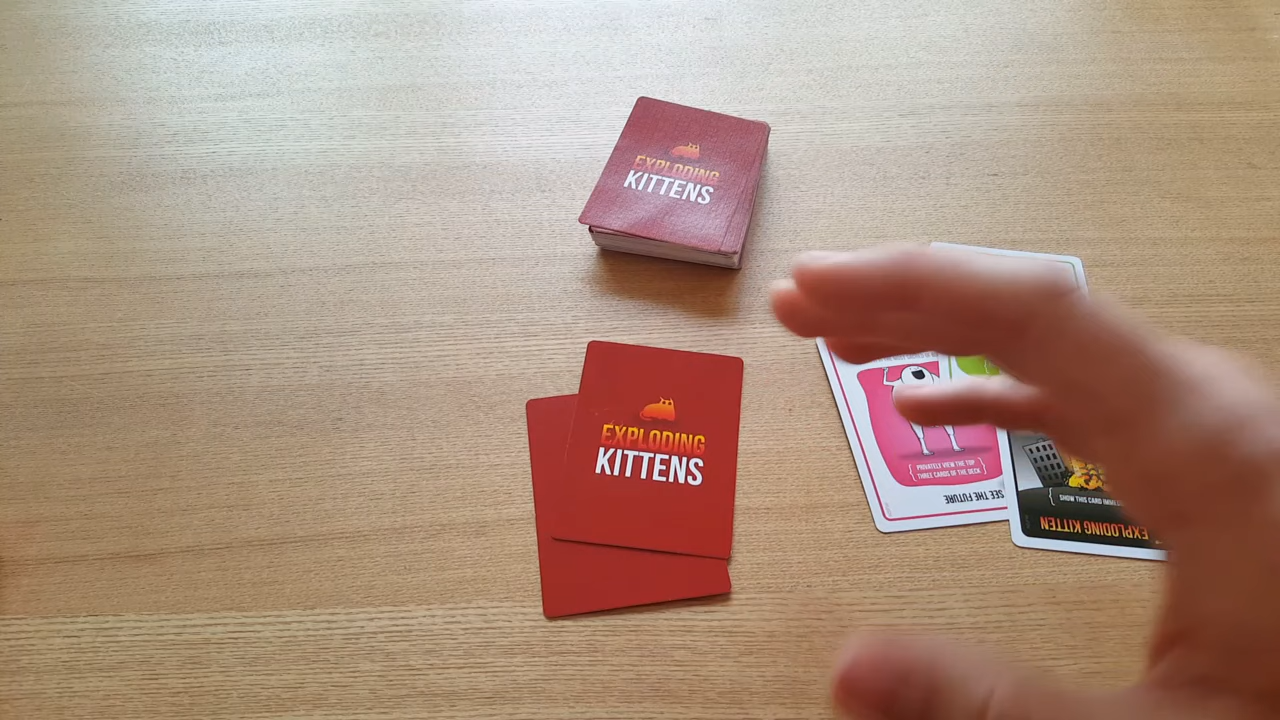 EXPLODING
KITTENS
EXPLODING
KITTENS
PRIVATELY VIEW THE TOP
THREE CARDS OF THE DECK
SEE THE FUTURE
SHOW THIS CARD
EXPLODING KITTEN